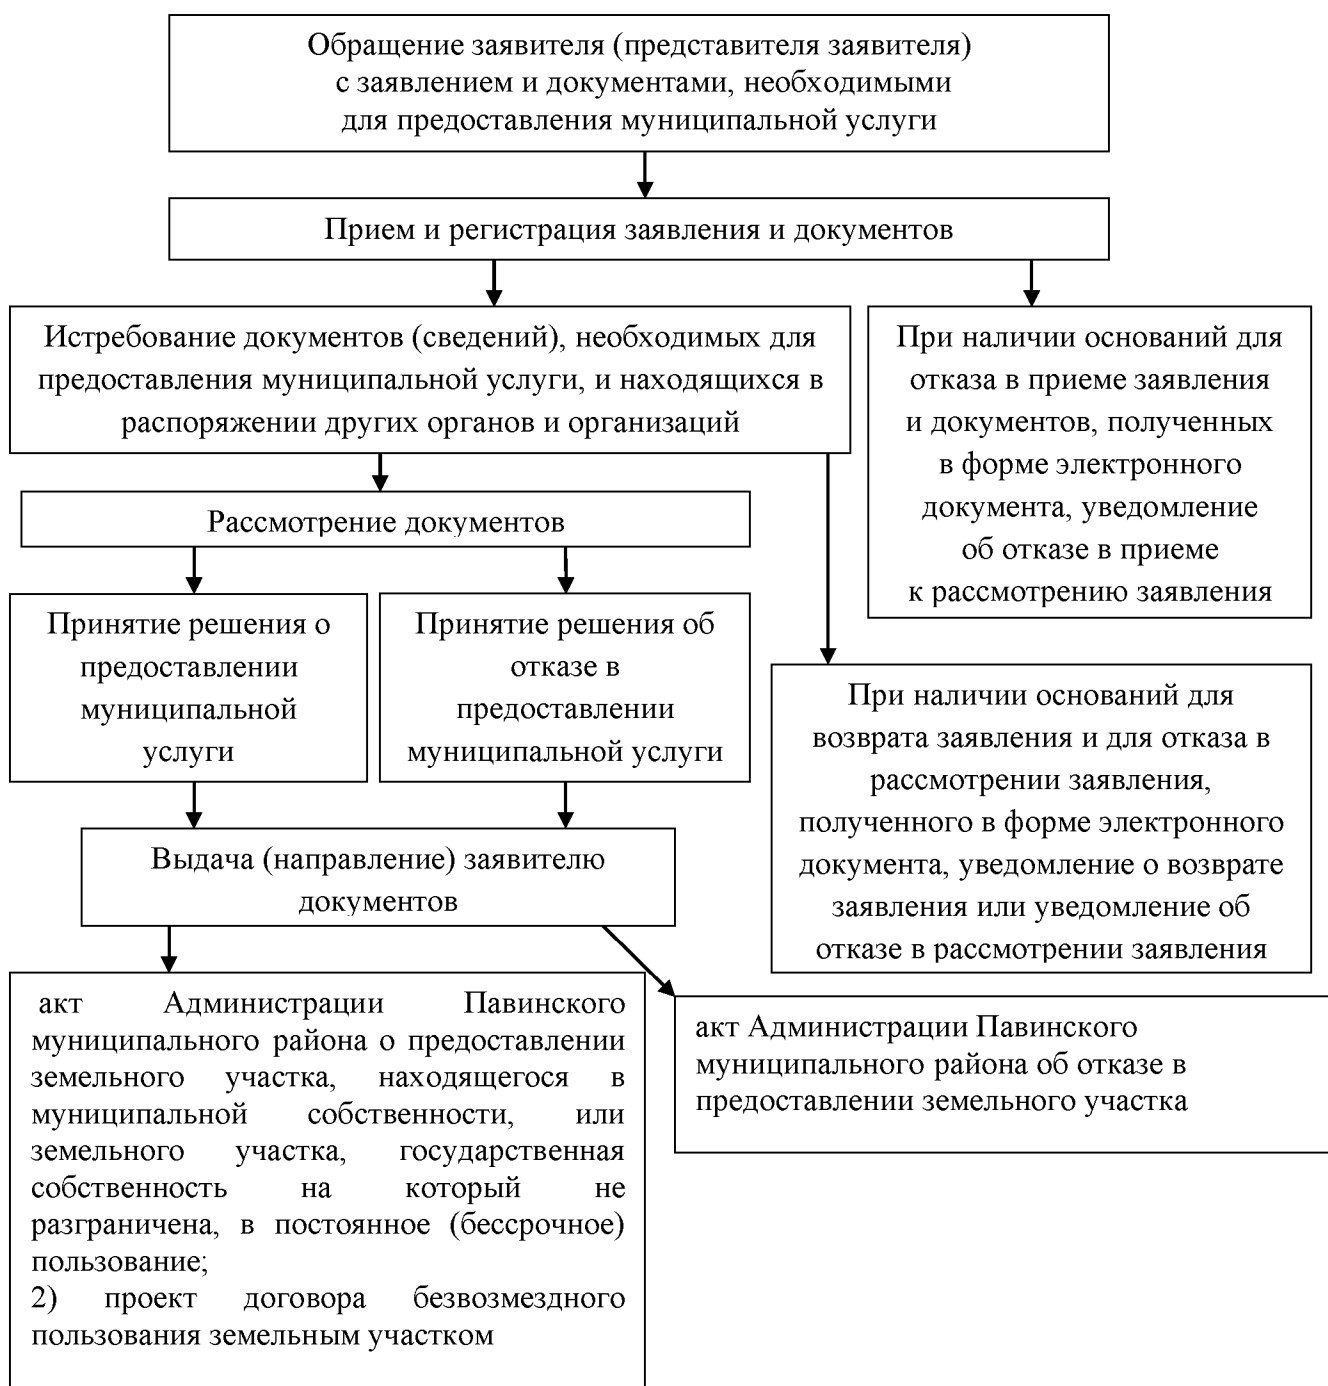 Обращение заявителя (представителя заявителя)
с заявлением и документами, необходимыми
для предоставления муниципальной услуги
Прием и регистрация заявления и документов
Истребование документов (сведений), необходимых для
предоставления муниципальной услуги, и находящихся в
распоряжении других органов и организаций
При наличии оснований для
отказа в приеме заявления
и документов, полученных
в форме электронного
документа, уведомление
об отказе в приеме
к рассмотрению заявления
Рассмотрение документов
Принятие решения о
предоставлении
муниципальной
услуги
Принятие решения об
отказе в
предоставлении
муниципальной услуги
При наличии оснований для
возврата заявления и для отказа в
рассмотрении заявления,
полученного в форме электронного
документа, уведомление о возврате
заявления или уведомление об
отказе в рассмотрении заявления
Выдача (направление) заявителю
документов
акт Администрации Павинского
муниципального района о предоставлении
земельного участка, находящегося в
муниципальной собственности, или
земельного участка, государственная
собственность на который не
разграничена, в постоянное (бессрочное)
пользование;
2) проект договора безвозмездного
пользования земельным участком
акт Администрации Павинского
муниципального района об отказе в
предоставлении земельного участка